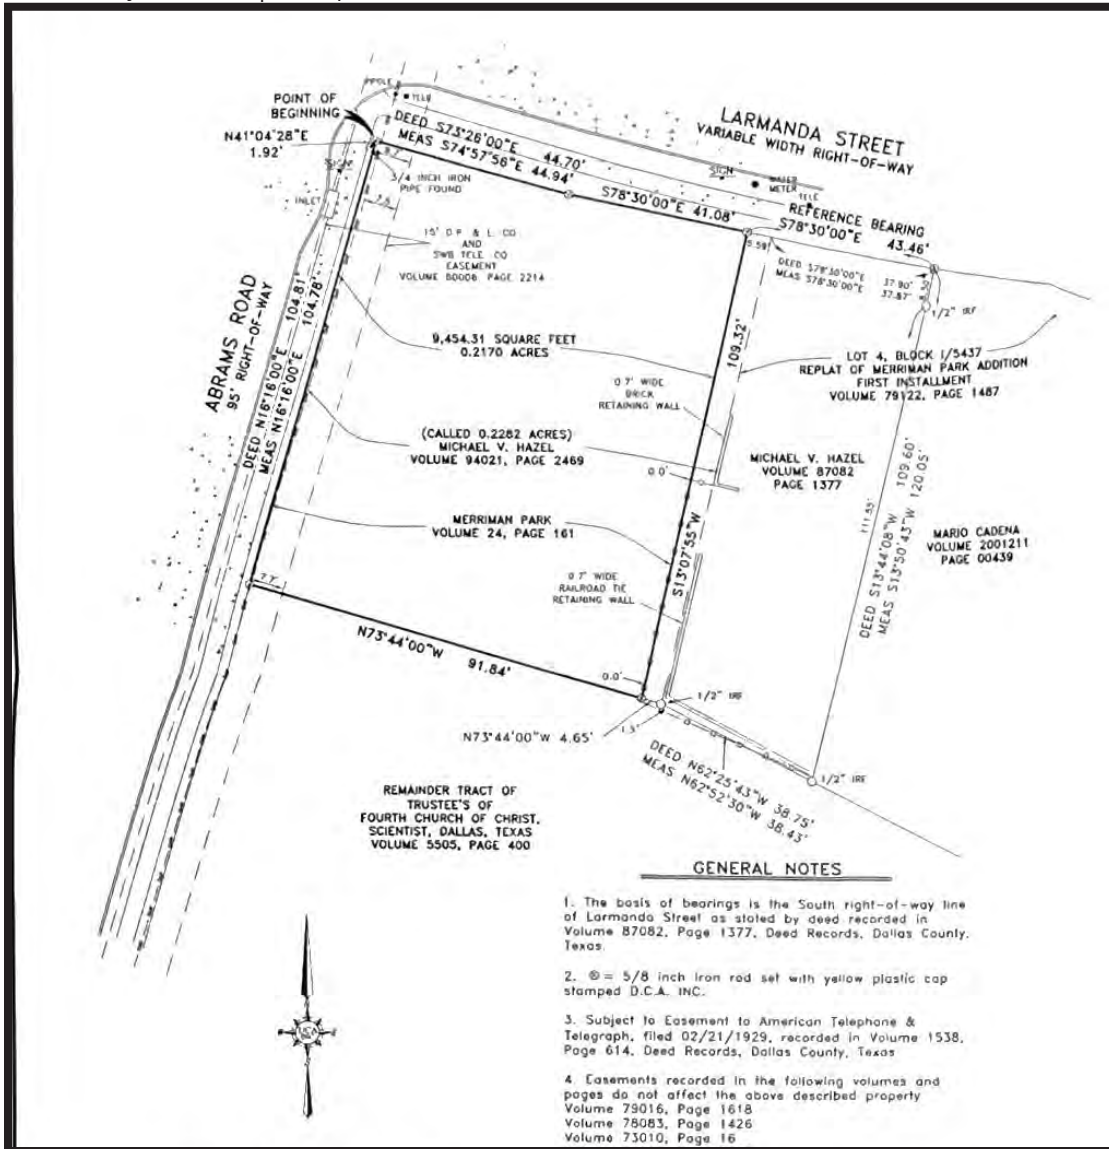 POINT OF
BEGINNING
N41°04'28"E
1.92'
PPOLE
TELE
DEED S73°26'00"E 44.70'
MEAS S74°57'56"E 44.94'
3/4 INCH IRON
PIPE FOUND
SIGN
INLET
LARMANDA STREET
VARIABLE WIDTH RIGHT-OF-WAY
SIGN
WATER
METER
TELE
S78°30'00"E 41.08'
REFERENCE BEARING
S78°30'00"E 43.46'
5.59'
DEED S78°30'00"E 37.90'
MEAS S78°30'00"E 37.87'
1/2" IRF
15' D.P. & L. CO
AND
SWB TELE. CO
EASEMENT
VOLUME 80008, PAGE 2214
ABRAMS ROAD
95' RIGHT-OF-WAY
DEED N16°16'00"E 104.81'
MEAS N16°16'00"E 104.78'
9,454.31 SQUARE FEET
0.2170 ACRES
109.32'
LOT 4, BLOCK I/5437
REPLAT OF MERRIMAN PARK ADDITION
FIRST INSTALLMENT
VOLUME 79122, PAGE 1487
0.7' WIDE
BRICK
RETAINING WALL
(CALLED 0.2282 ACRES)
MICHAEL V. HAZEL
VOLUME 94021, PAGE 2469
0.0'
MICHAEL V. HAZEL
VOLUME 87082
PAGE 1377
S13°07'55"W
111.55'
DEED S13°44'08"W 109.60'
MEAS S13°50'43"W 120.05'
MARIO CADENA
VOLUME 2001211
PAGE 00439
MERRIMAN PARK
VOLUME 24, PAGE 161
0.7' WIDE
RAILROAD TIE
RETAINING WALL
7.7'
N73°44'00"W 91.84'
0.0'
1/2" IRF
N73°44'00"W 4.65'
1.3'
DEED N62°25'43"W 38.75'
MEAS N62°52'30"W 38.43'
1/2" IRF
REMAINDER TRACT OF
TRUSTEE'S OF
FOURTH CHURCH OF CHRIST,
SCIENTIST, DALLAS, TEXAS
VOLUME 5505, PAGE 400
GENERAL NOTES
1. The basis of bearings is the South right-of-way line
of Larmanda Street as stated by deed recorded in
Volume 87082, Page 1377, Deed Records, Dallas County,
Texas.
2. ⊗ = 5/8 inch iron rod set with yellow plastic cap
stamped D.C.A. INC.
3. Subject to Easement to American Telephone &
Telegraph, filed 02/21/1929, recorded in Volume 1538,
Page 614, Deed Records, Dallas County, Texas
4. Easements recorded in the following volumes and
pages do not affect the above described property
Volume 79016, Page 1618
Volume 78083, Page 1426
Volume 73010, Page 16